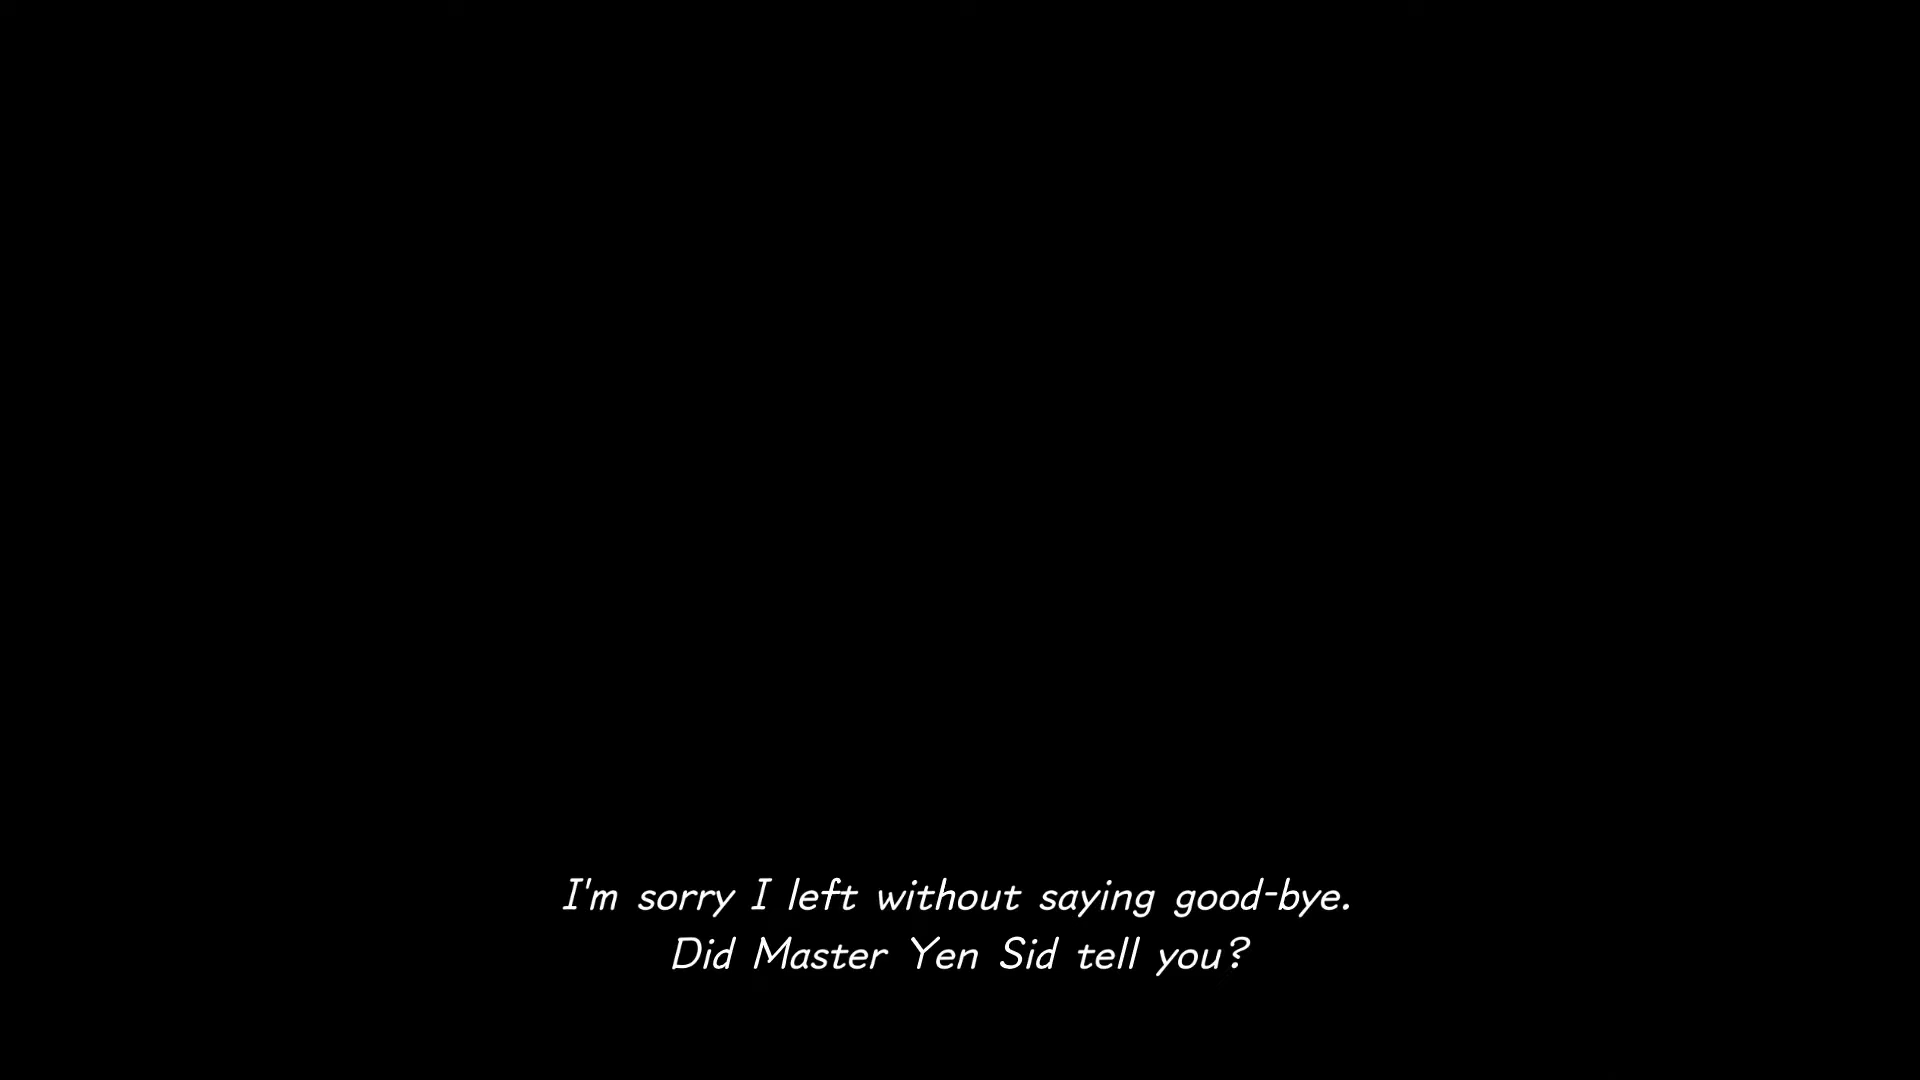 I'm sorry I left without saying good-bye.
Did Master Yen Sid tell you?